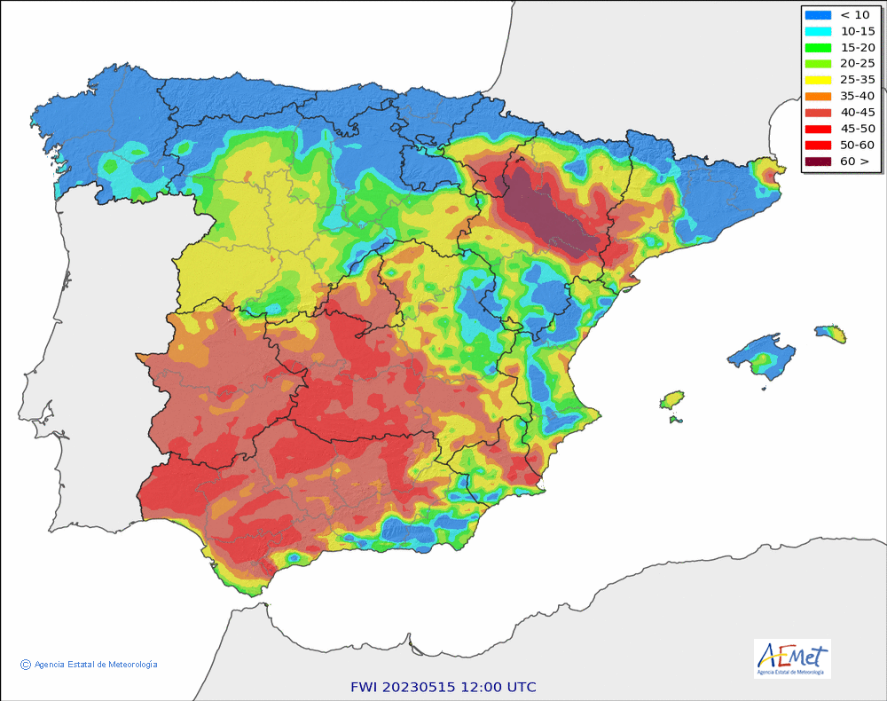 < 10
10-15
15-20
20-25
25-35
35-40
40-45
45-50
50-60
60 >
© Agencia Estatal de Meteorología
AEMet
Agencia Estatal de Meteorología
FWI 20230515 12:00 UTC